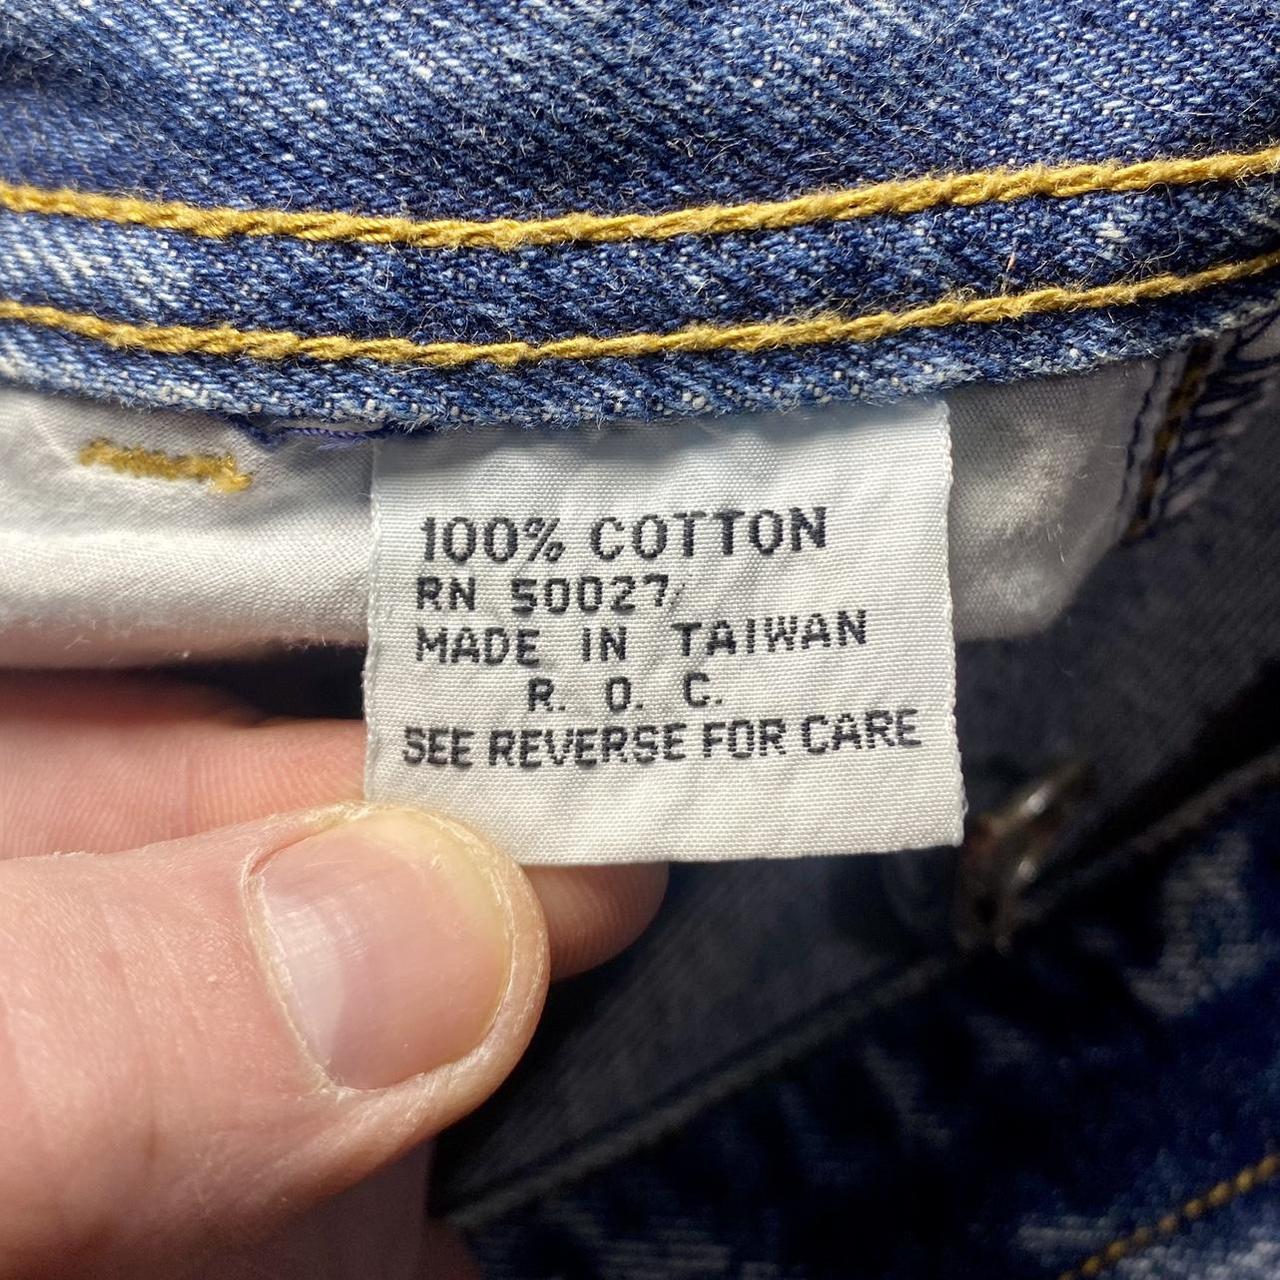 100% COTTON
RN 50027/
MADE IN TAIWAN
R. O. C.
SEE REVERSE FOR CARE